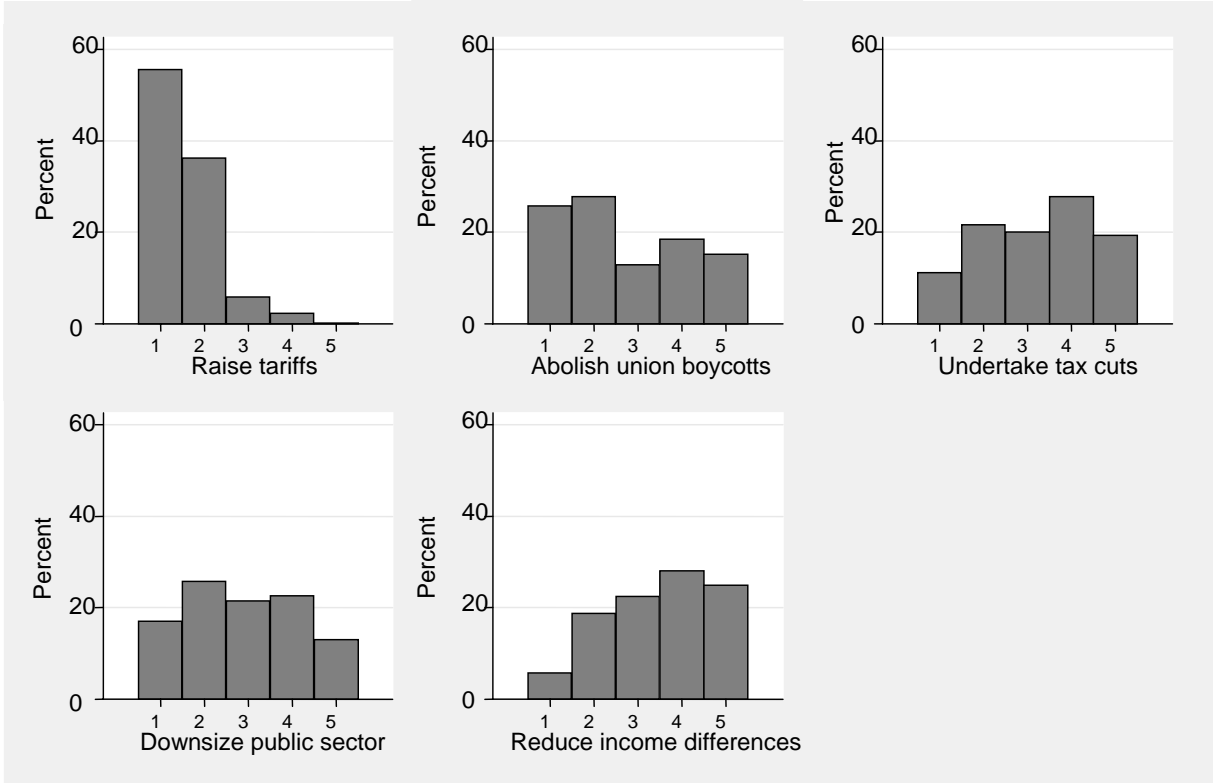 60
40
20
0
Percent
1 2 3 4 5
Raise tariffs
60
40
20
0
Percent
1 2 3 4 5
Abolish union boycotts
60
40
20
0
Percent
1 2 3 4 5
Undertake tax cuts
60
40
20
0
Percent
1 2 3 4 5
Downsize public sector
60
40
20
0
Percent
1 2 3 4 5
Reduce income differences